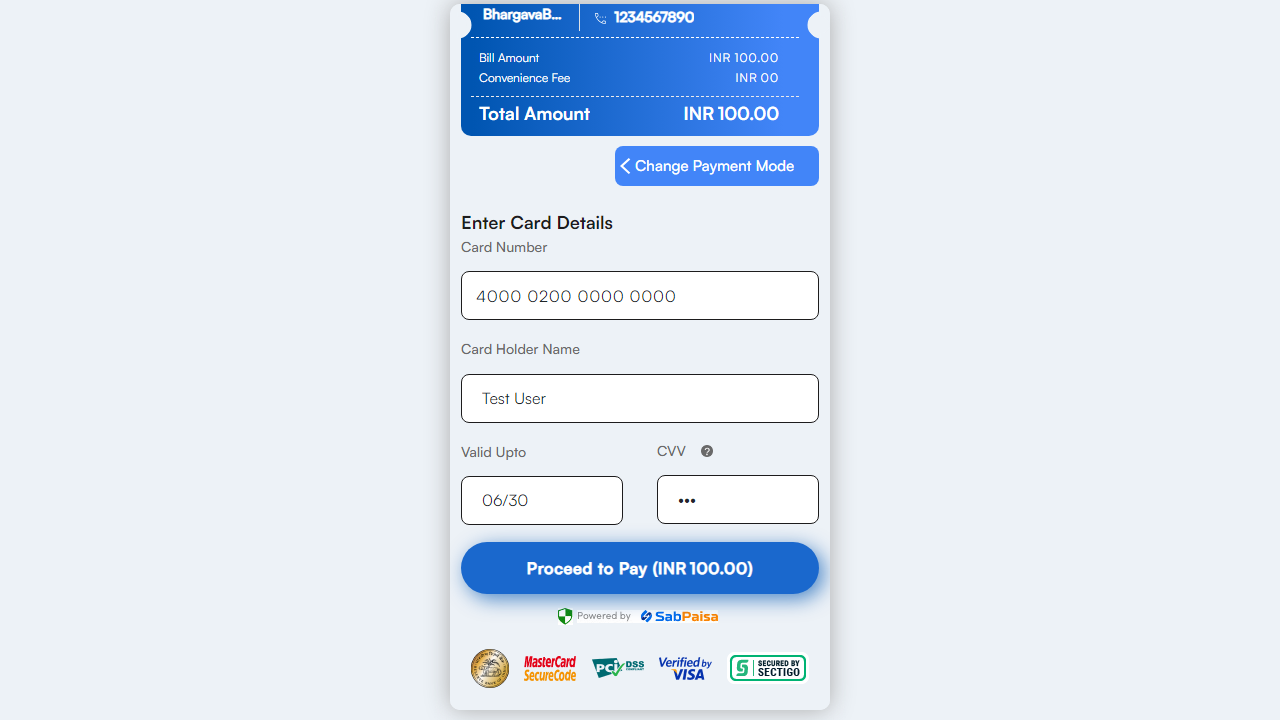 BhargavaB... 1234567890
Bill Amount INR 100.00
Convenience Fee INR 00
Total Amount INR 100.00
Change Payment Mode
Enter Card Details
Card Number
4000 0200 0000 0000
Card Holder Name
Test User
Valid Upto CVV ?
06/30 •••
Proceed to Pay (INR 100.00)
Powered by SabPaisa
MasterCard SecureCode
PCI DSS COMPLIANT
Verified by VISA
SECURED BY SECTIGO